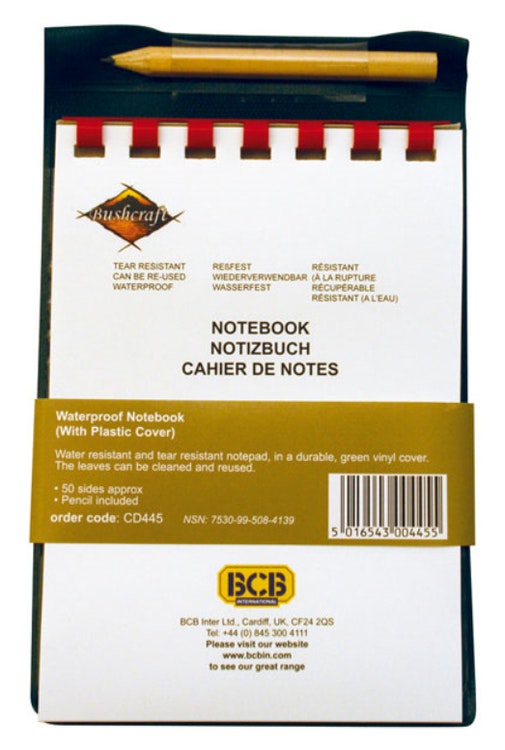 Bushcraft
TEAR RESISTANT
CAN BE RE-USED
WATERPROOF
REßFEST
WIEDERVERWENDBAR
WASSERFEST
RÉSISTANT
(À LA RUPTURE
RÉCUPÉRABLE
RÉSISTANT (A L'EAU)
NOTEBOOK
NOTIZBUCH
CAHIER DE NOTES
Waterproof Notebook
(With Plastic Cover)
Water resistant and tear resistant notepad, in a durable, green vinyl cover.
The leaves can be cleaned and reused.
• 50 sides approx
• Pencil included
order code: CD445 NSN: 7530-99-508-4139
5 016543 004455
BCB
INTERNATIONAL
BCB Inter Ltd., Cardiff, UK, CF24 2QS
Tel: +44 (0) 845 300 4111
Please visit our website
www.bcbin.com
to see our great range